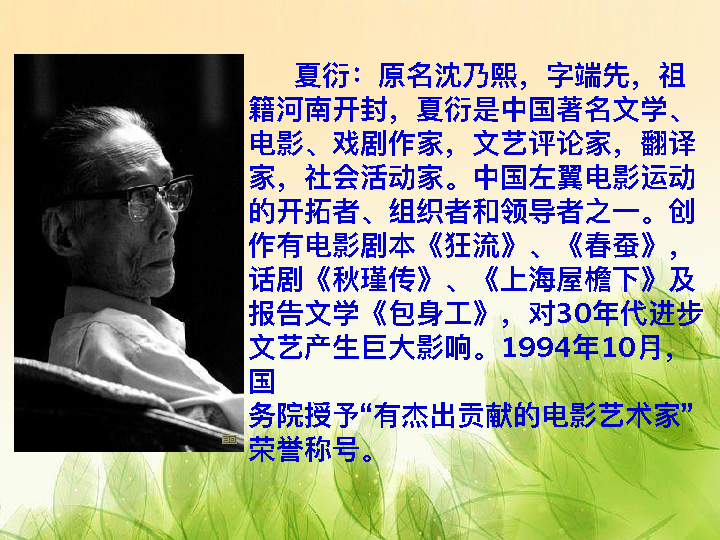 夏衍：原名沈乃熙，字端先，祖
籍河南开封，夏衍是中国著名文学、
电影、戏剧作家，文艺评论家，翻译
家，社会活动家。中国左翼电影运动
的开拓者、组织者和领导者之一。创
作有电影剧本《狂流》、《春蚕》，
话剧《秋瑾传》、《上海屋檐下》及
报告文学《包身工》，对30年代进步
文艺产生巨大影响。1994年10月，
国
务院授予“有杰出贡献的电影艺术家”
荣誉称号。